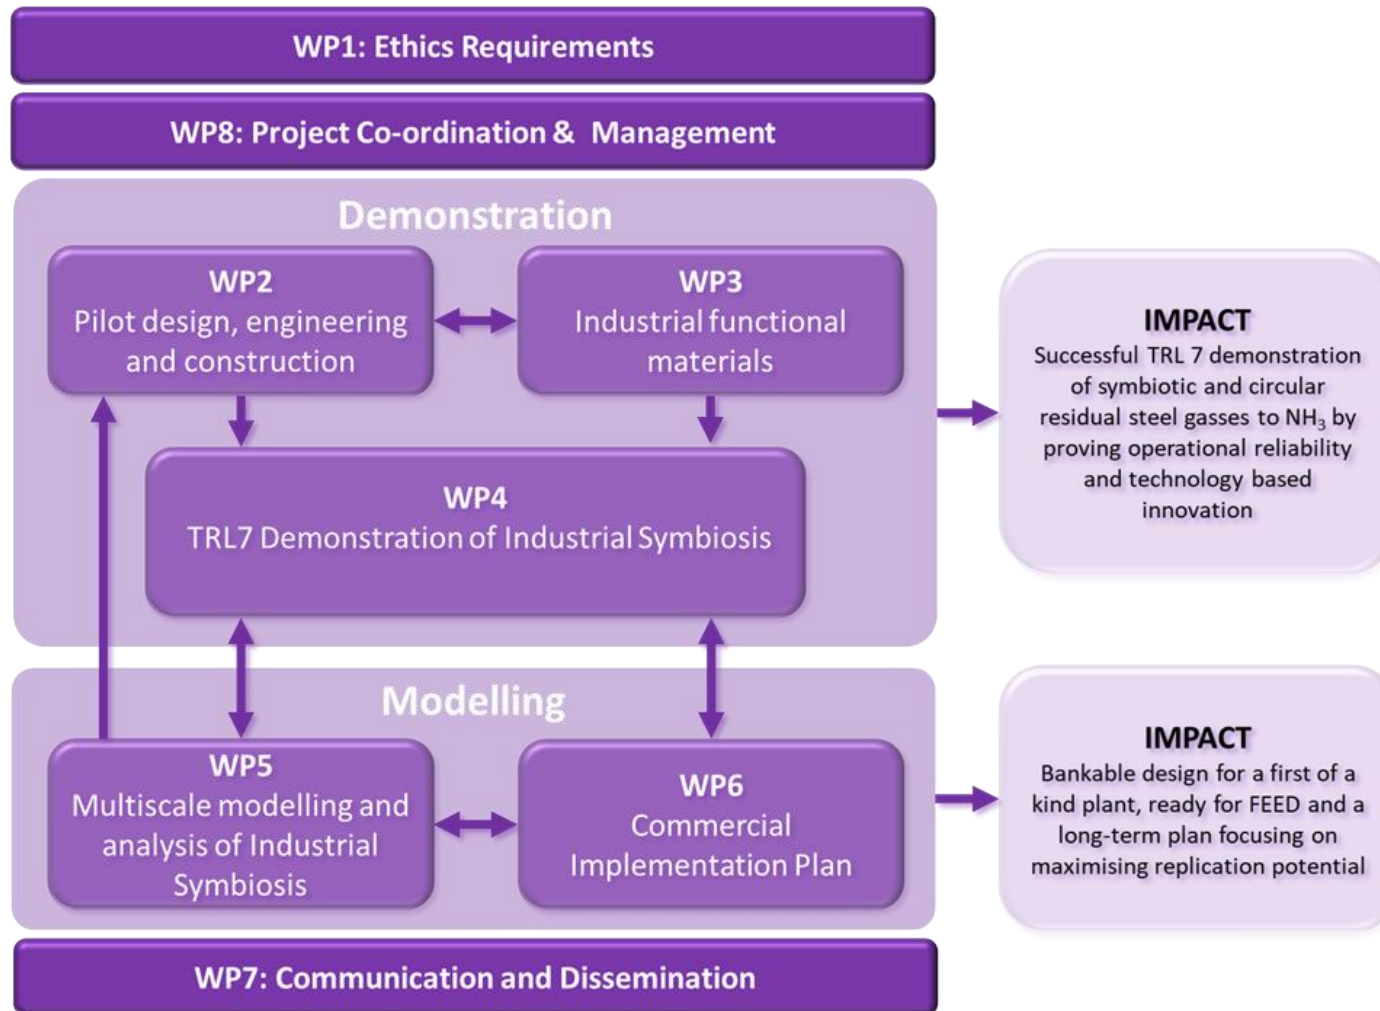 WP1: Ethics Requirements
WP8: Project Co-ordination & Management
Demonstration
WP2
Pilot design, engineering
and construction
WP3
Industrial functional
materials
WP4
TRL7 Demonstration of Industrial Symbiosis
IMPACT
Successful TRL 7 demonstration
of symbiotic and circular
residual steel gasses to NH₃ by
proving operational reliability
and technology based
innovation
Modelling
WP5
Multiscale modelling and
analysis of Industrial
Symbiosis
WP6
Commercial
Implementation Plan
IMPACT
Bankable design for a first of a
kind plant, ready for FEED and a
long-term plan focusing on
maximising replication potential
WP7: Communication and Dissemination